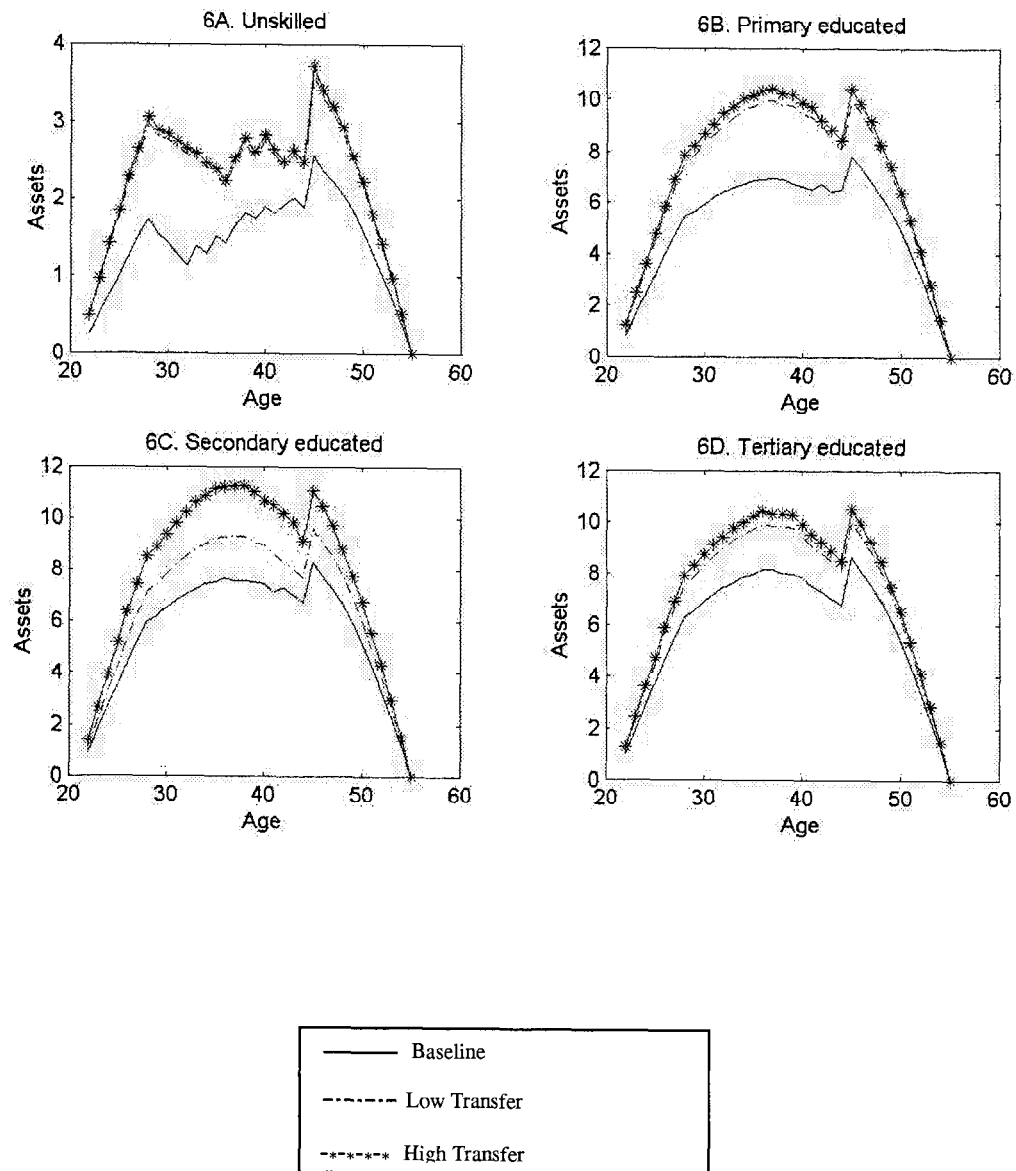 6A. Unskilled
4
3
2
1
0
Assets
20 30 40 50 60
Age
6B. Primary educated
12
10
8
6
4
2
0
Assets
20 30 40 50 60
Age
6C. Secondary educated
12
10
8
6
4
2
0
Assets
20 30 40 50 60
Age
6D. Tertiary educated
12
10
8
6
4
2
0
Assets
20 30 40 50 60
Age
Baseline
Low Transfer
High Transfer